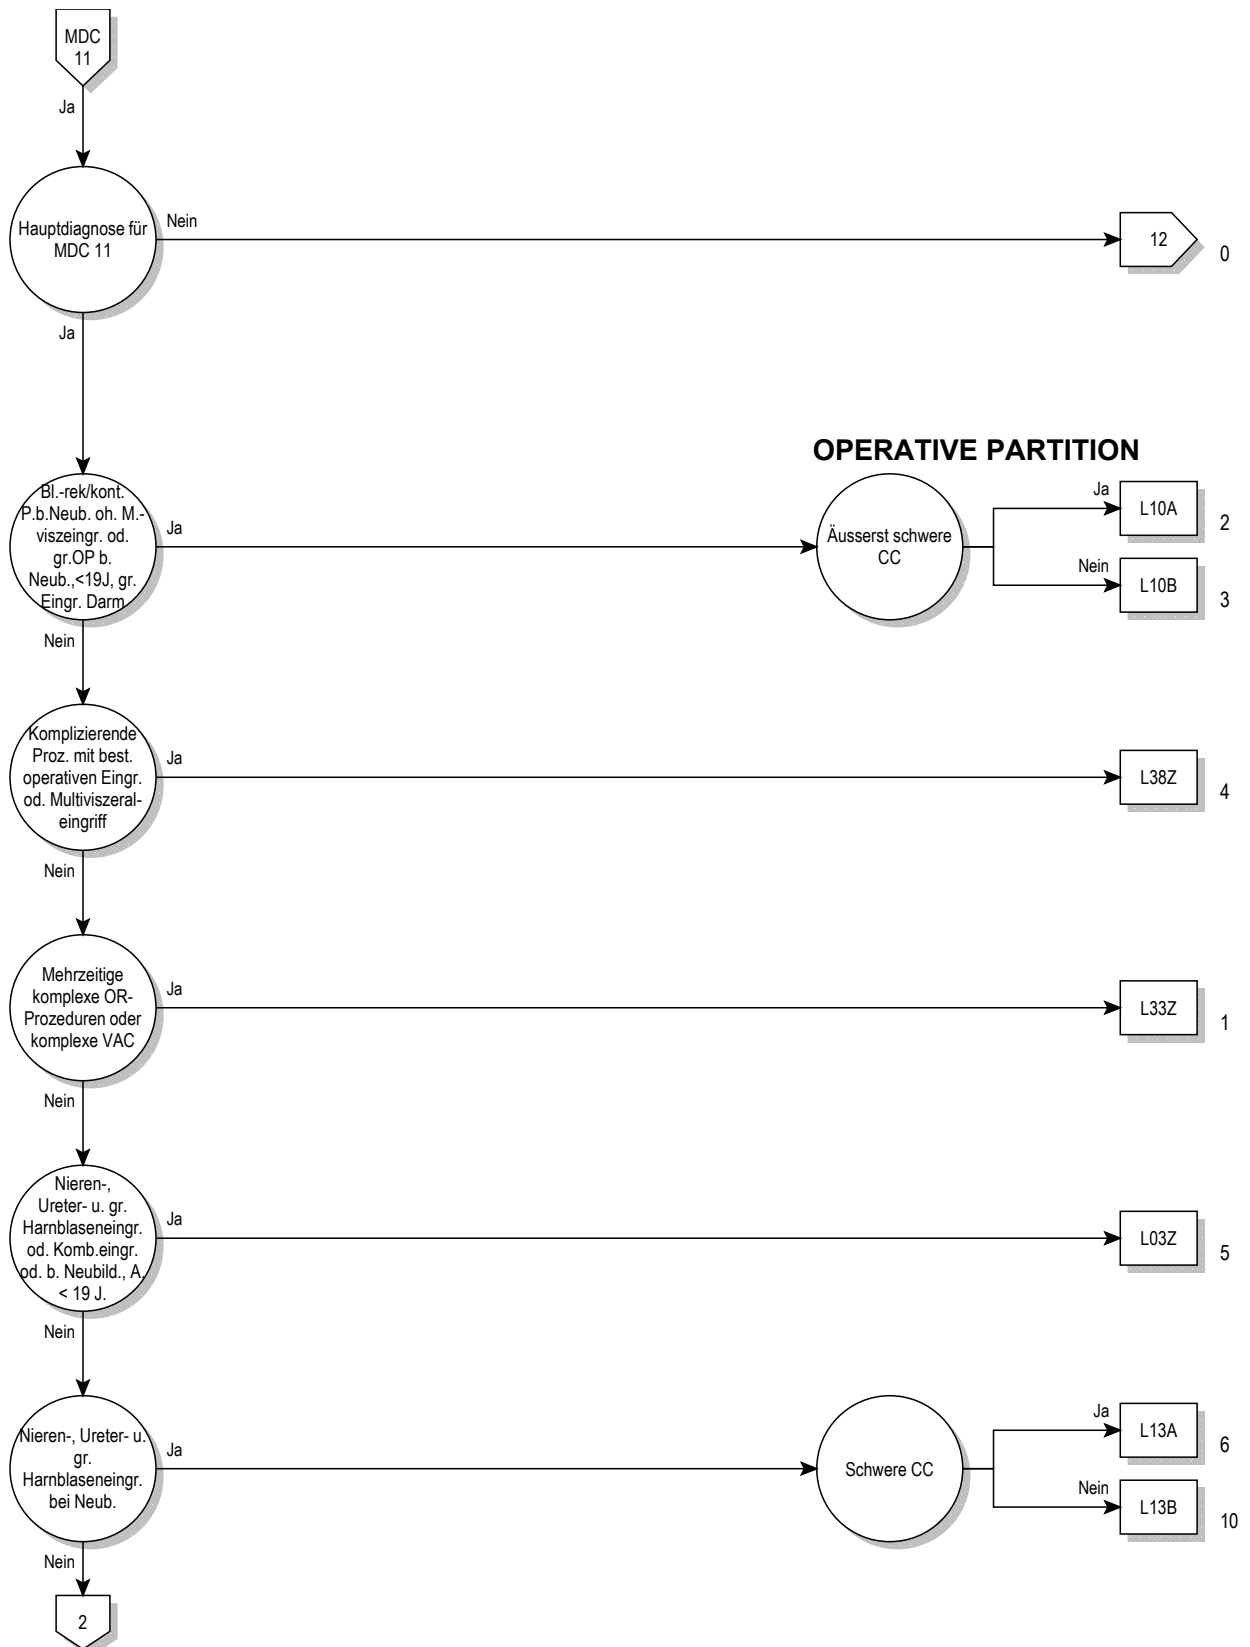 MDC
11
Ja
Hauptdiagnose für
MDC 11
Nein
12
0
Ja
OPERATIVE PARTITION
Bl.-rek/kont.
P.b.Neub. oh. M.-
viszeingr. od.
gr.OP b.
Neub.,<19J, gr.
Eingr. Darm
Ja
Äusserst schwere
CC
Ja
L10A
2
Nein
L10B
3
Nein
Komplizierende
Proz. mit best.
operativen Eingr.
od. Multiviszeral-
eingriff
Ja
L38Z
4
Nein
Mehrzeitige
komplexe OR-
Prozeduren oder
komplexe VAC
Ja
L33Z
1
Nein
Nieren-,
Ureter- u. gr.
Harnblaseneingr.
od. Komb.eingr.
od. b. Neubild., A.
< 19 J.
Ja
L03Z
5
Nein
Nieren-, Ureter- u.
gr.
Harnblaseneingr.
bei Neub.
Ja
Schwere CC
Ja
L13A
6
Nein
L13B
10
Nein
2